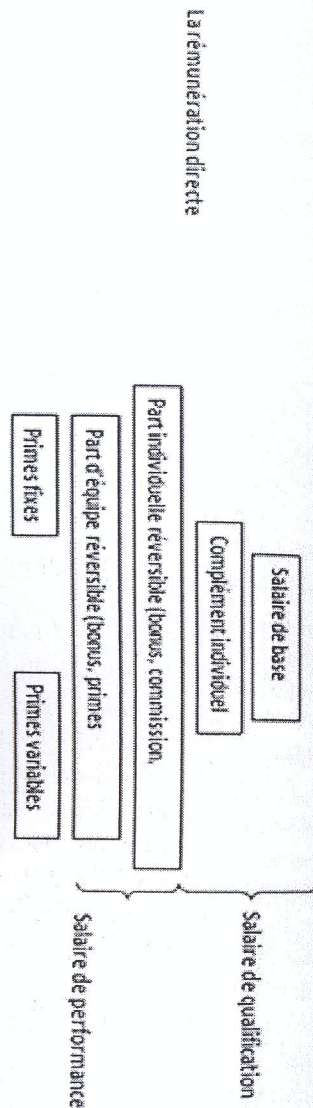 La rémunération directe
Salaire de base
Complément individuel
Salaire de qualification
Part individuelle réversible (bonus, commission,
Part d'équipe réversible (bonus, primes
Salaire de performance
Primes fixes
Primes variables